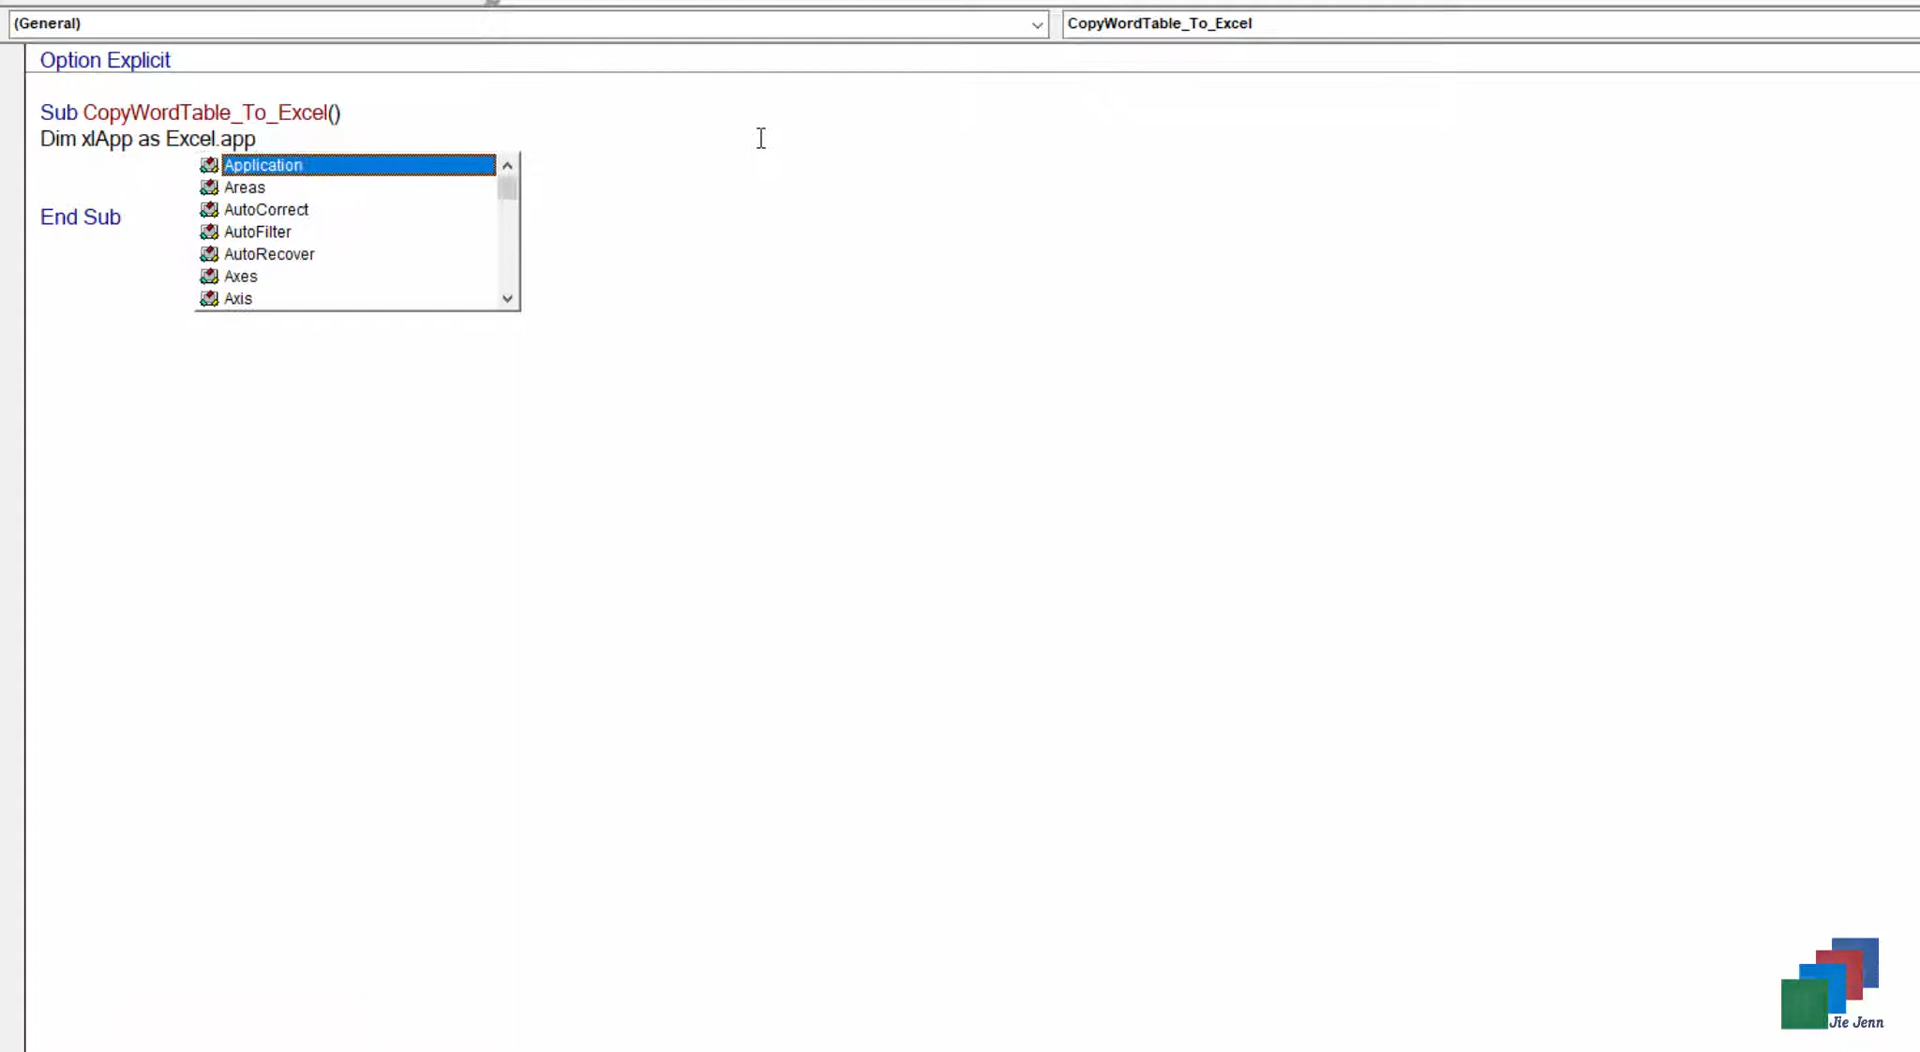 (General)
CopyWordTable_To_Excel
Option Explicit
Sub CopyWordTable_To_Excel()
Dim xlApp as Excel.app
Application
Areas
AutoCorrect
AutoFilter
AutoRecover
Axes
Axis
End Sub
Jie Jenn